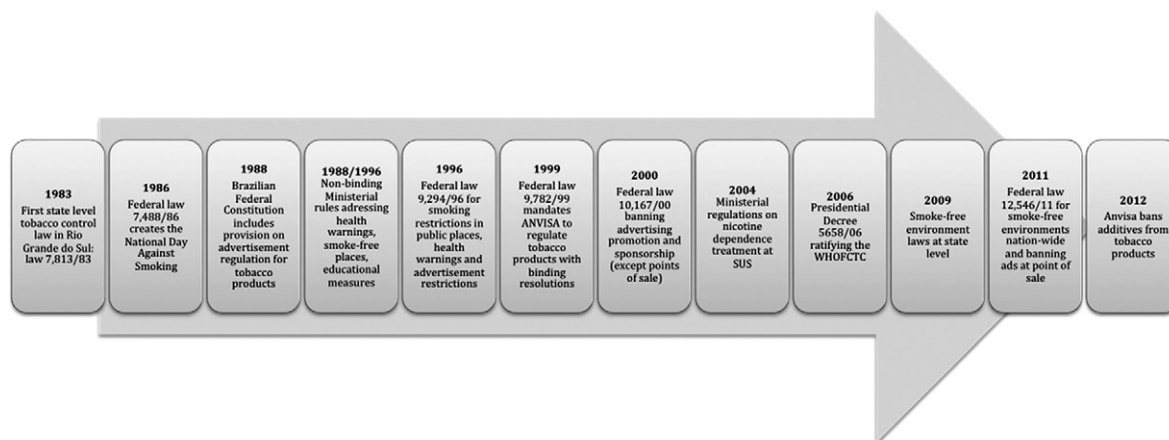 1983
First state level
tobacco control
law in Rio
Grande do Sul:
law 7,813/83
1986
Federal law
7,488/86
creates the
National Day
Against
Smoking
1988
Brazilian
Federal
Constitution
includes
provision on
advertisement
regulation for
tobacco
products
1988/1996
Non-binding
Ministerial
rules adressing
health
warnings,
smoke-free
places,
educational
measures
1996
Federal law
9,294/96 for
smoking
restrictions in
public places,
health
warnings and
advertisement
restrictions
1999
Federal law
9,782/99
mandates
ANVISA to
regulate
tobacco
products with
binding
resolutions
2000
Federal law
10,167/00
banning
advertising
promotion and
sponsorship
(except points
of sale)
2004
Ministerial
regulations on
nicotine
dependence
treatment at
SUS
2006
Presidential
Decree
5658/06
ratifying the
WHOFCTC
2009
Smoke-free
environment
laws at state
level
2011
Federal law
12,546/11 for
smoke-free
environments
nation-wide
and banning
ads at point of
sale
2012
Anvisa bans
additives from
tobacco
products